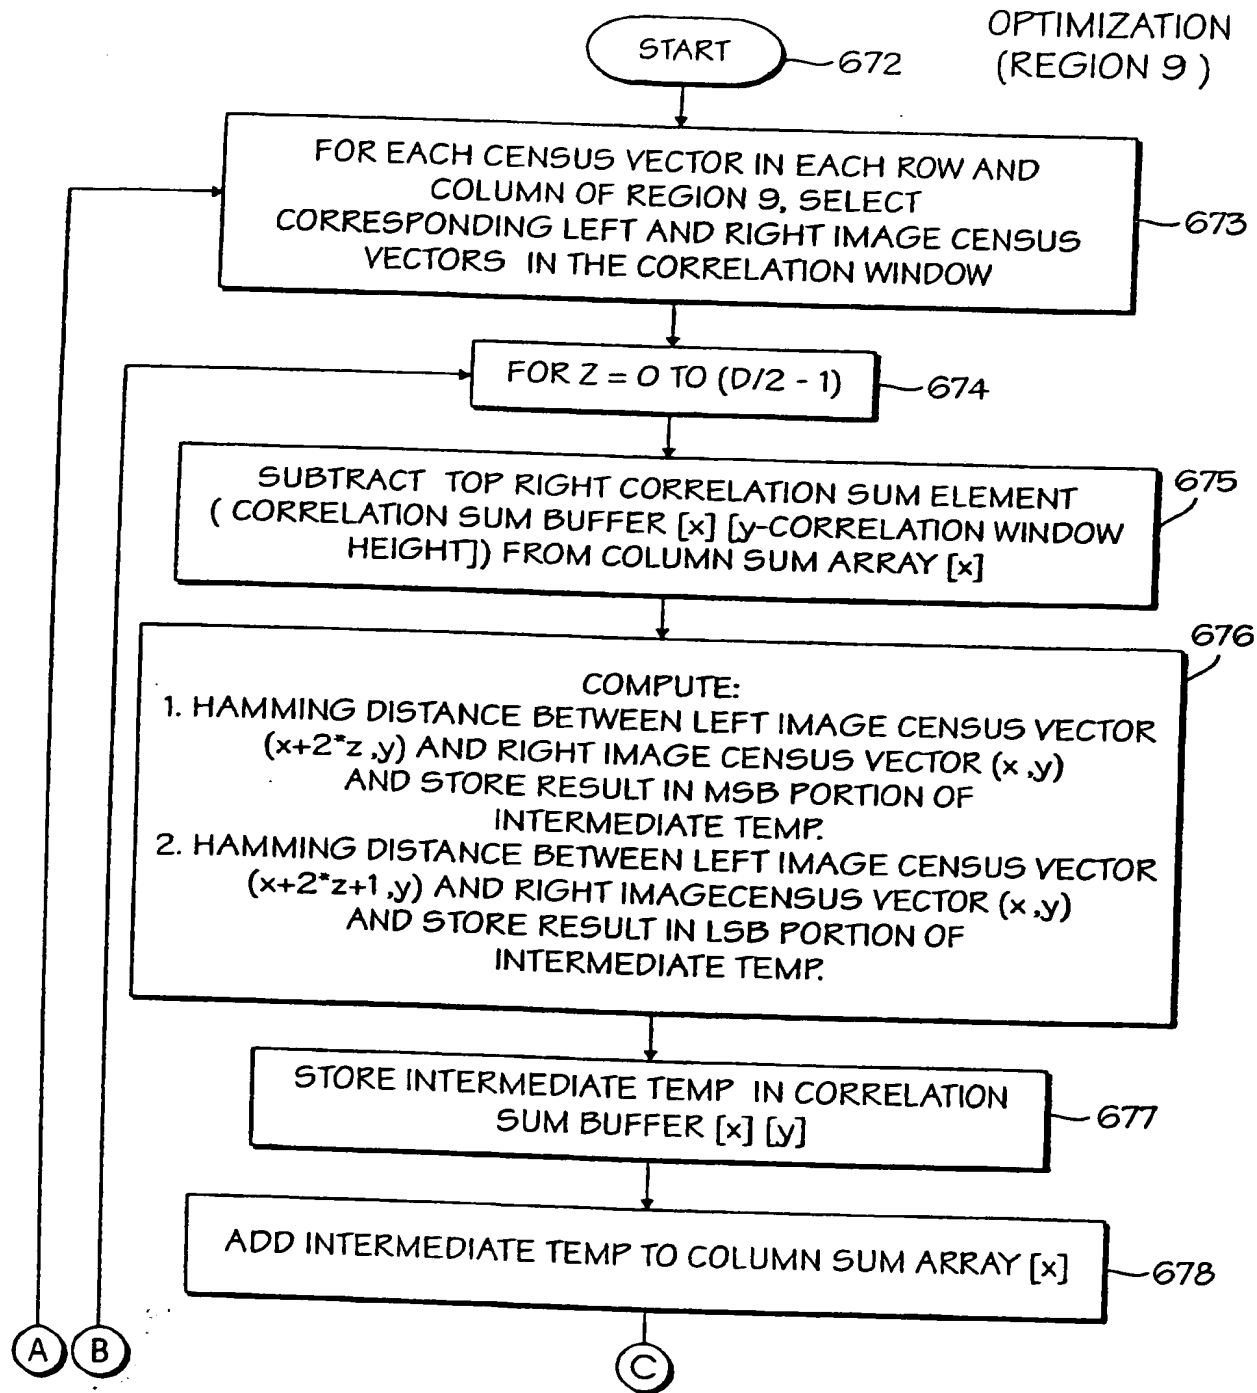 OPTIMIZATION
(REGION 9 )
START
672
FOR EACH CENSUS VECTOR IN EACH ROW AND
COLUMN OF REGION 9, SELECT
CORRESPONDING LEFT AND RIGHT IMAGE CENSUS
VECTORS IN THE CORRELATION WINDOW
673
FOR Z = 0 TO (D/2 - 1)
674
SUBTRACT TOP RIGHT CORRELATION SUM ELEMENT
( CORRELATION SUM BUFFER [x] [y-CORRELATION WINDOW
HEIGHT]) FROM COLUMN SUM ARRAY [x]
675
676
COMPUTE:
1. HAMMING DISTANCE BETWEEN LEFT IMAGE CENSUS VECTOR
(x+2*z ,y) AND RIGHT IMAGE CENSUS VECTOR (x ,y)
AND STORE RESULT IN MSB PORTION OF
INTERMEDIATE TEMP.
2. HAMMING DISTANCE BETWEEN LEFT IMAGE CENSUS VECTOR
(x+2*z+1 ,y) AND RIGHT IMAGECENSUS VECTOR (x ,y)
AND STORE RESULT IN LSB PORTION OF
INTERMEDIATE TEMP.
STORE INTERMEDIATE TEMP IN CORRELATION
SUM BUFFER [x] [y]
677
ADD INTERMEDIATE TEMP TO COLUMN SUM ARRAY [x]
678
A
B
C